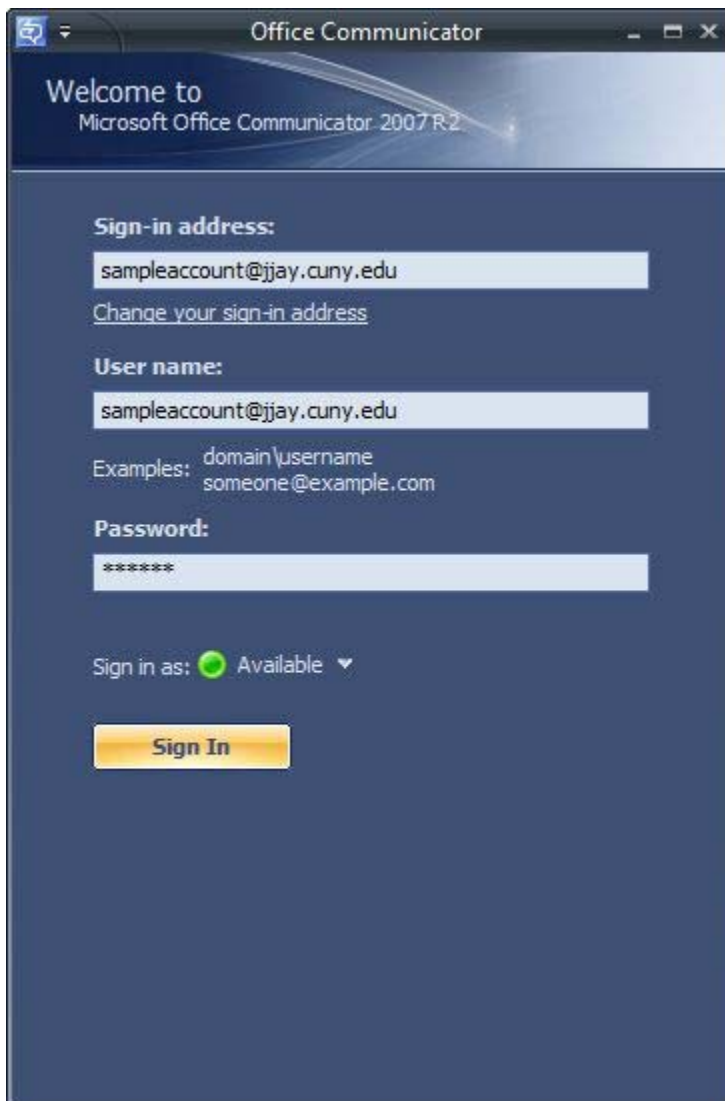 Office Communicator
Welcome to
Microsoft Office Communicator 2007 R2
Sign-in address:
sampleaccount@jjay.cuny.edu
Change your sign-in address
User name:
sampleaccount@jjay.cuny.edu
Examples: domain\username
someone@example.com
Password:
******
Sign in as: Available
Sign In